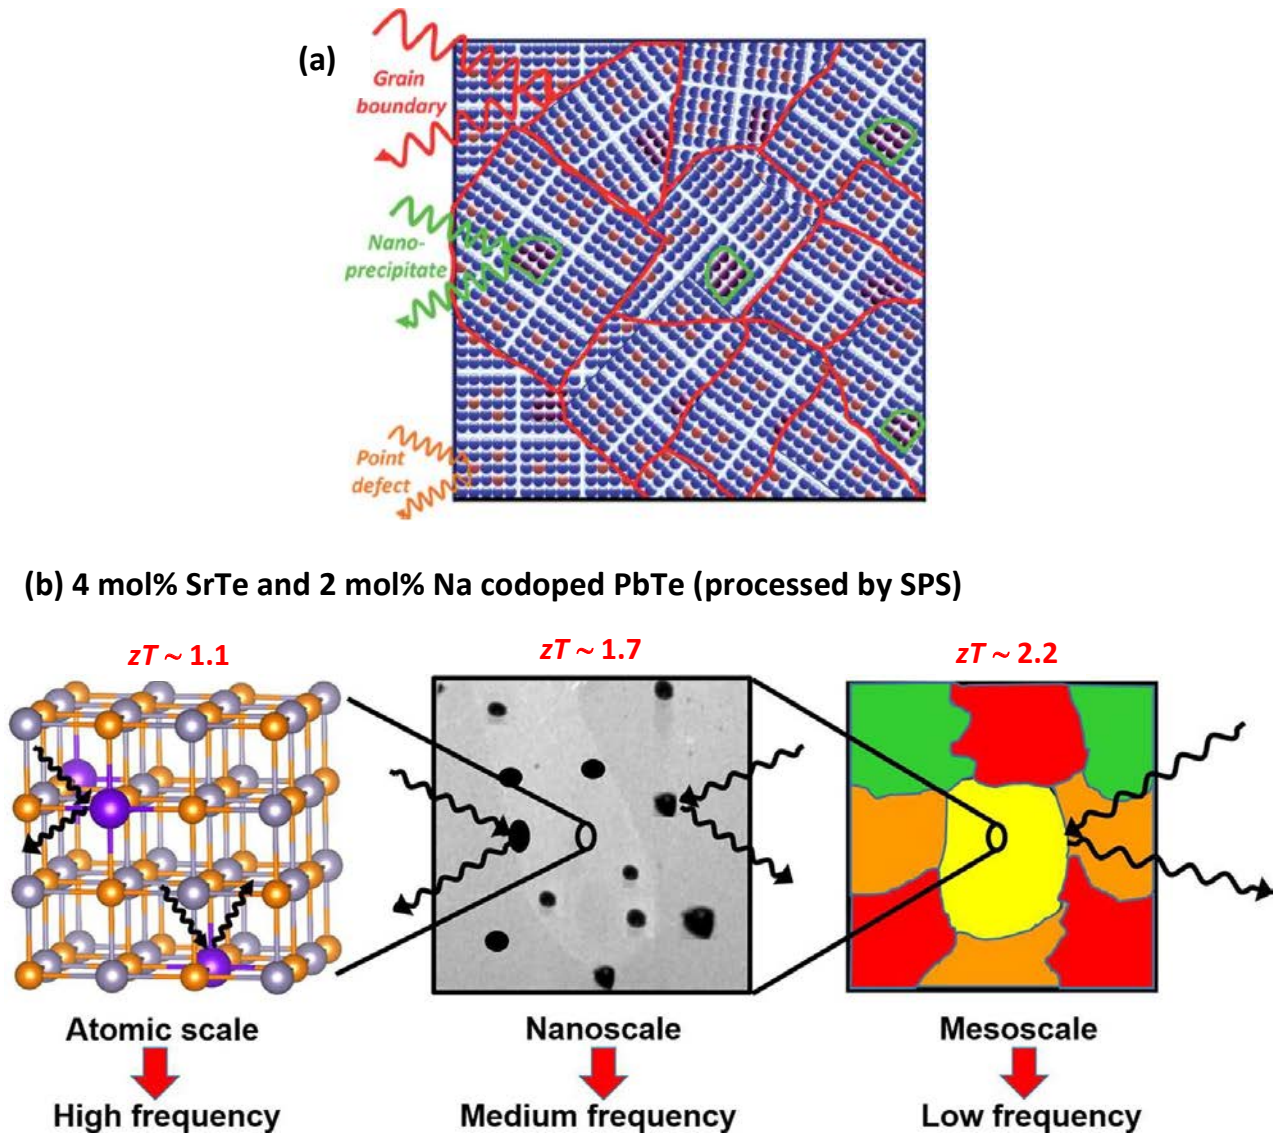 (a)
Grain
boundary
Nano-
precipitate
Point
defect
(b) 4 mol% SrTe and 2 mol% Na codoped PbTe (processed by SPS)
zT ~ 1.1
zT ~ 1.7
zT ~ 2.2
Atomic scale
Nanoscale
Mesoscale
High frequency
Medium frequency
Low frequency